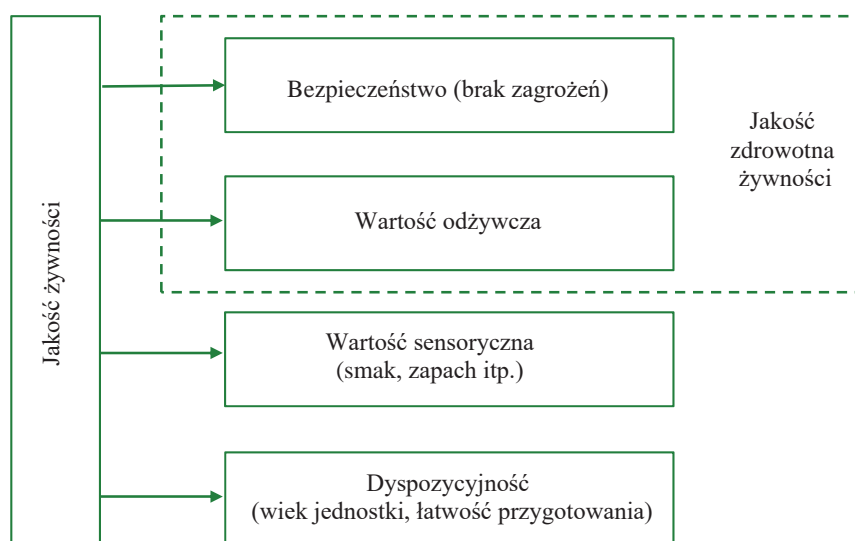 Jakość żywności
Bezpieczeństwo (brak zagrożeń)
Jakość
zdrowotna
żywności
Wartość odżywcza
Wartość sensoryczna
(smak, zapach itp.)
Dyspozycyjność
(wiek jednostki, łatwość przygotowania)